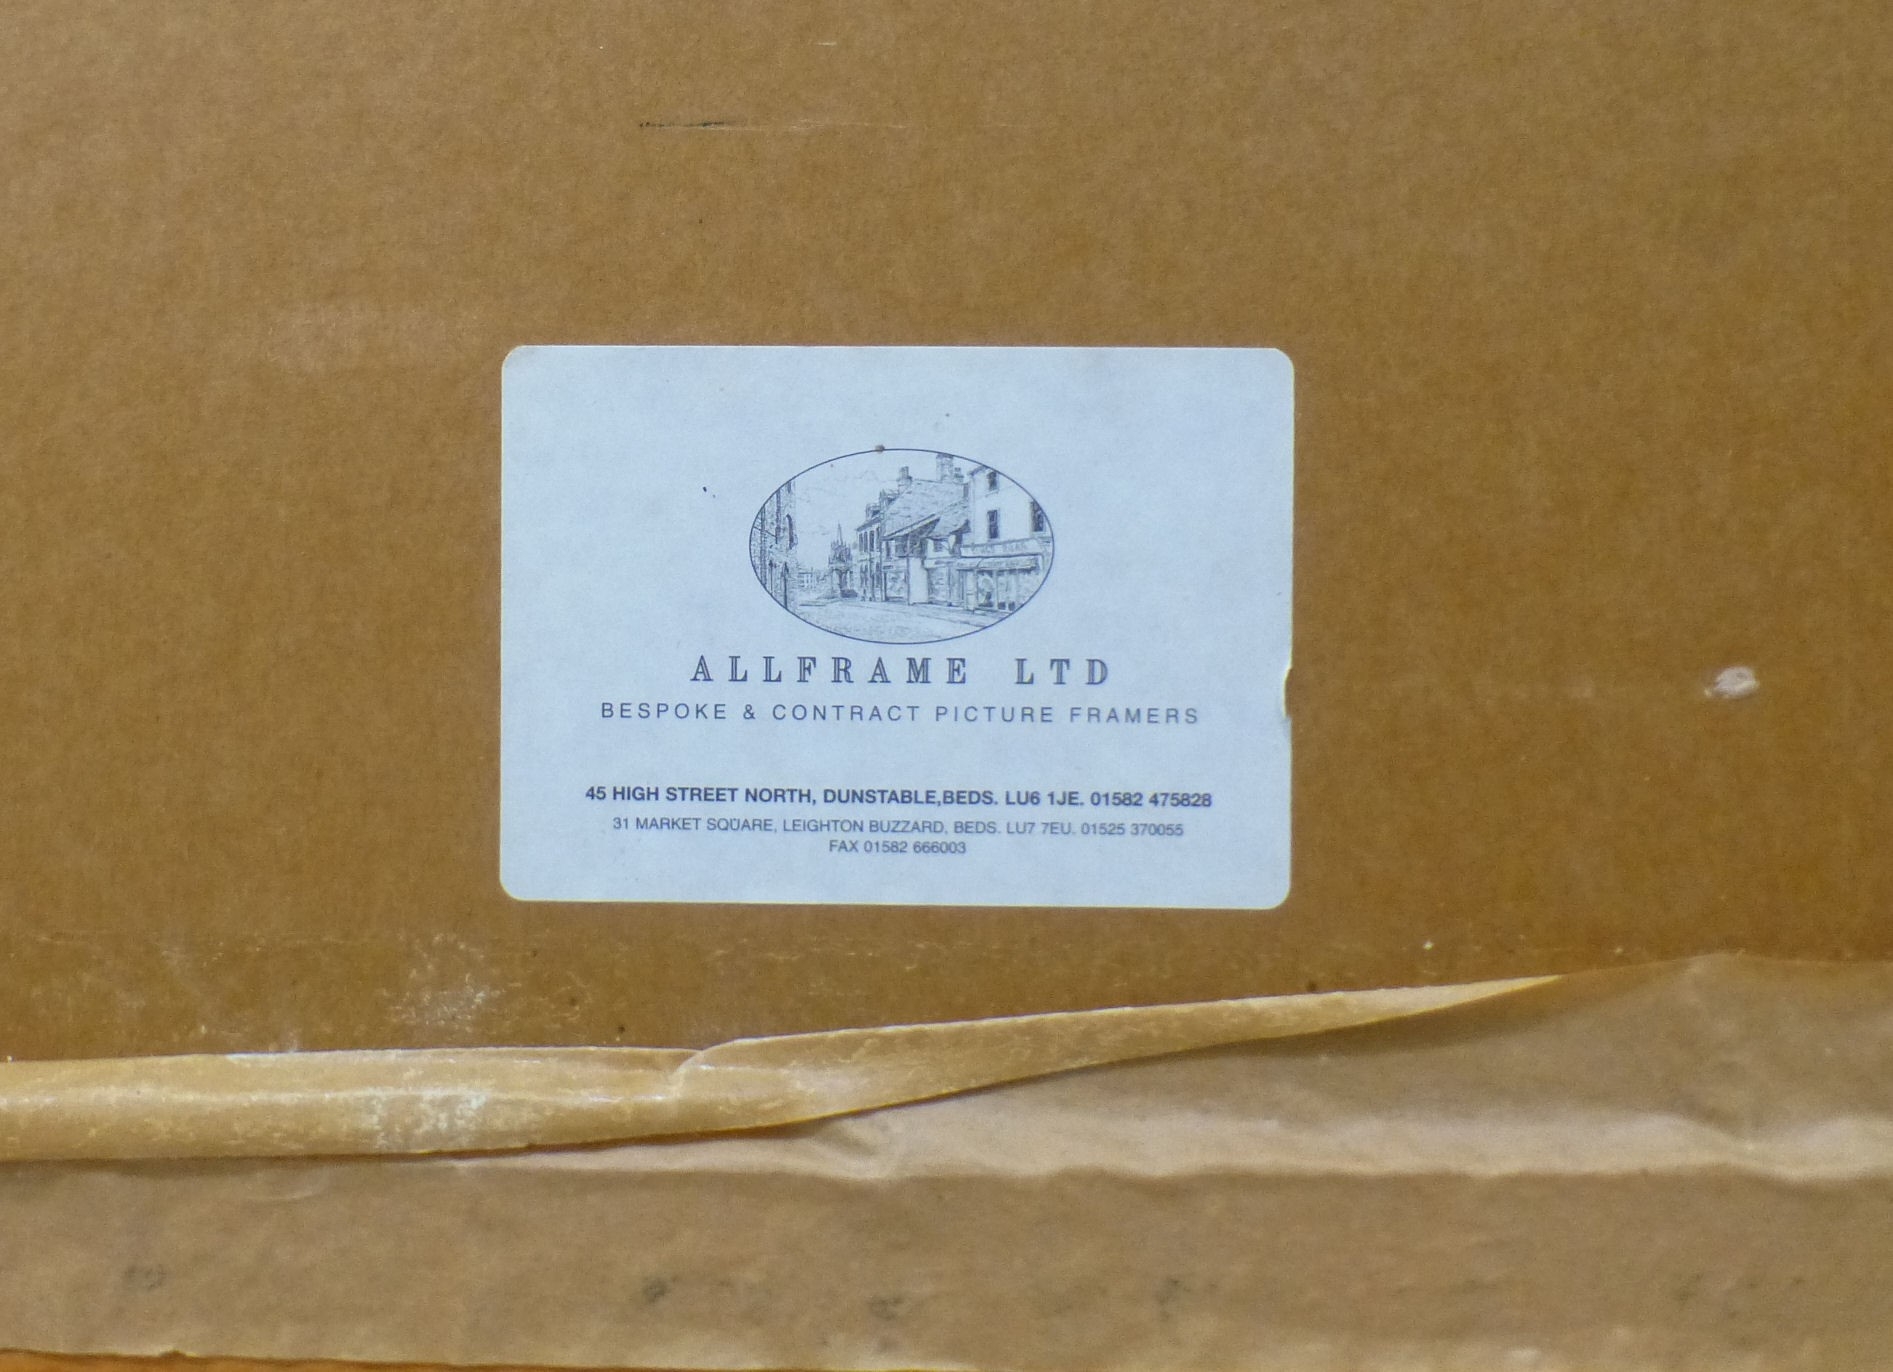 ALLFRAME LTD
BESPOKE & CONTRACT PICTURE FRAMERS
45 HIGH STREET NORTH, DUNSTABLE,BEDS. LU6 1JE. 01582 475828
31 MARKET SQUARE, LEIGHTON BUZZARD, BEDS. LU7 7EU. 01525 370055
FAX 01582 666003